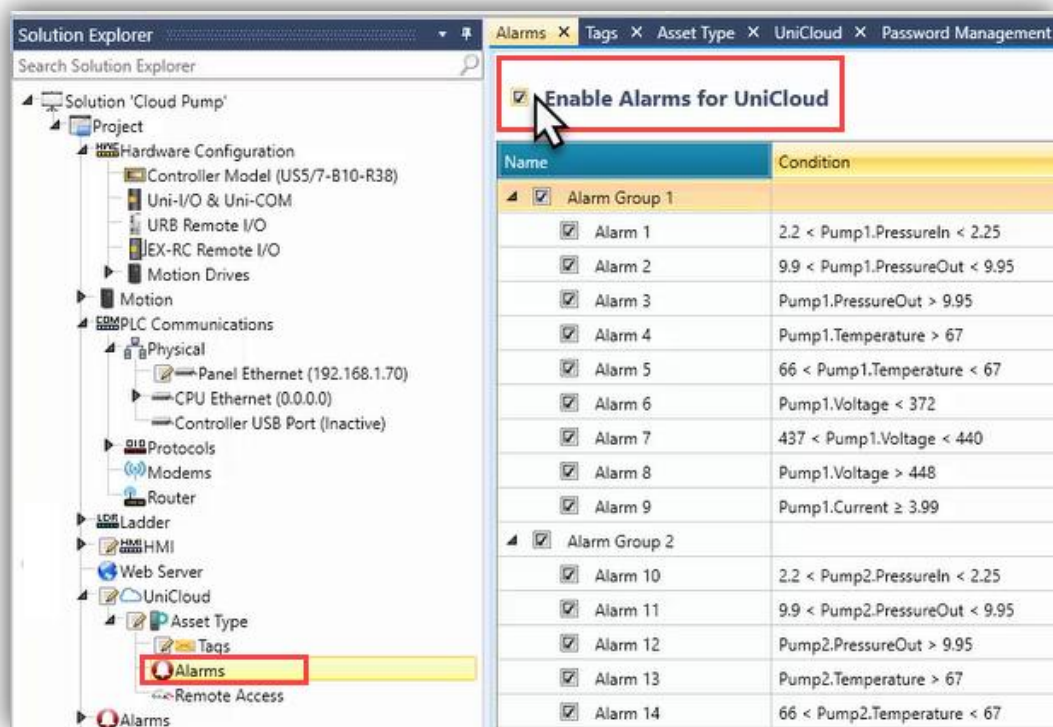 Solution Explorer
Search Solution Explorer
Solution 'Cloud Pump'
Project
Hardware Configuration
Controller Model (US5/7-B10-R38)
Uni-I/O & Uni-COM
URB Remote I/O
EX-RC Remote I/O
Motion Drives
Motion
PLC Communications
Physical
Panel Ethernet (192.168.1.70)
CPU Ethernet (0.0.0.0)
Controller USB Port (Inactive)
Protocols
Modems
Router
Ladder
HMI
Web Server
UniCloud
Asset Type
Tags
Alarms
Remote Access
Alarms
Alarms Tags Asset Type UniCloud Password Management
Enable Alarms for UniCloud
Name Condition
Alarm Group 1
Alarm 1 2.2 < Pump1.PressureIn < 2.25
Alarm 2 9.9 < Pump1.PressureOut < 9.95
Alarm 3 Pump1.PressureOut > 9.95
Alarm 4 Pump1.Temperature > 67
Alarm 5 66 < Pump1.Temperature < 67
Alarm 6 Pump1.Voltage < 372
Alarm 7 437 < Pump1.Voltage < 440
Alarm 8 Pump1.Voltage > 448
Alarm 9 Pump1.Current ≥ 3.99
Alarm Group 2
Alarm 10 2.2 < Pump2.PressureIn < 2.25
Alarm 11 9.9 < Pump2.PressureOut < 9.95
Alarm 12 Pump2.PressureOut > 9.95
Alarm 13 Pump2.Temperature > 67
Alarm 14 66 < Pump2.Temperature < 67